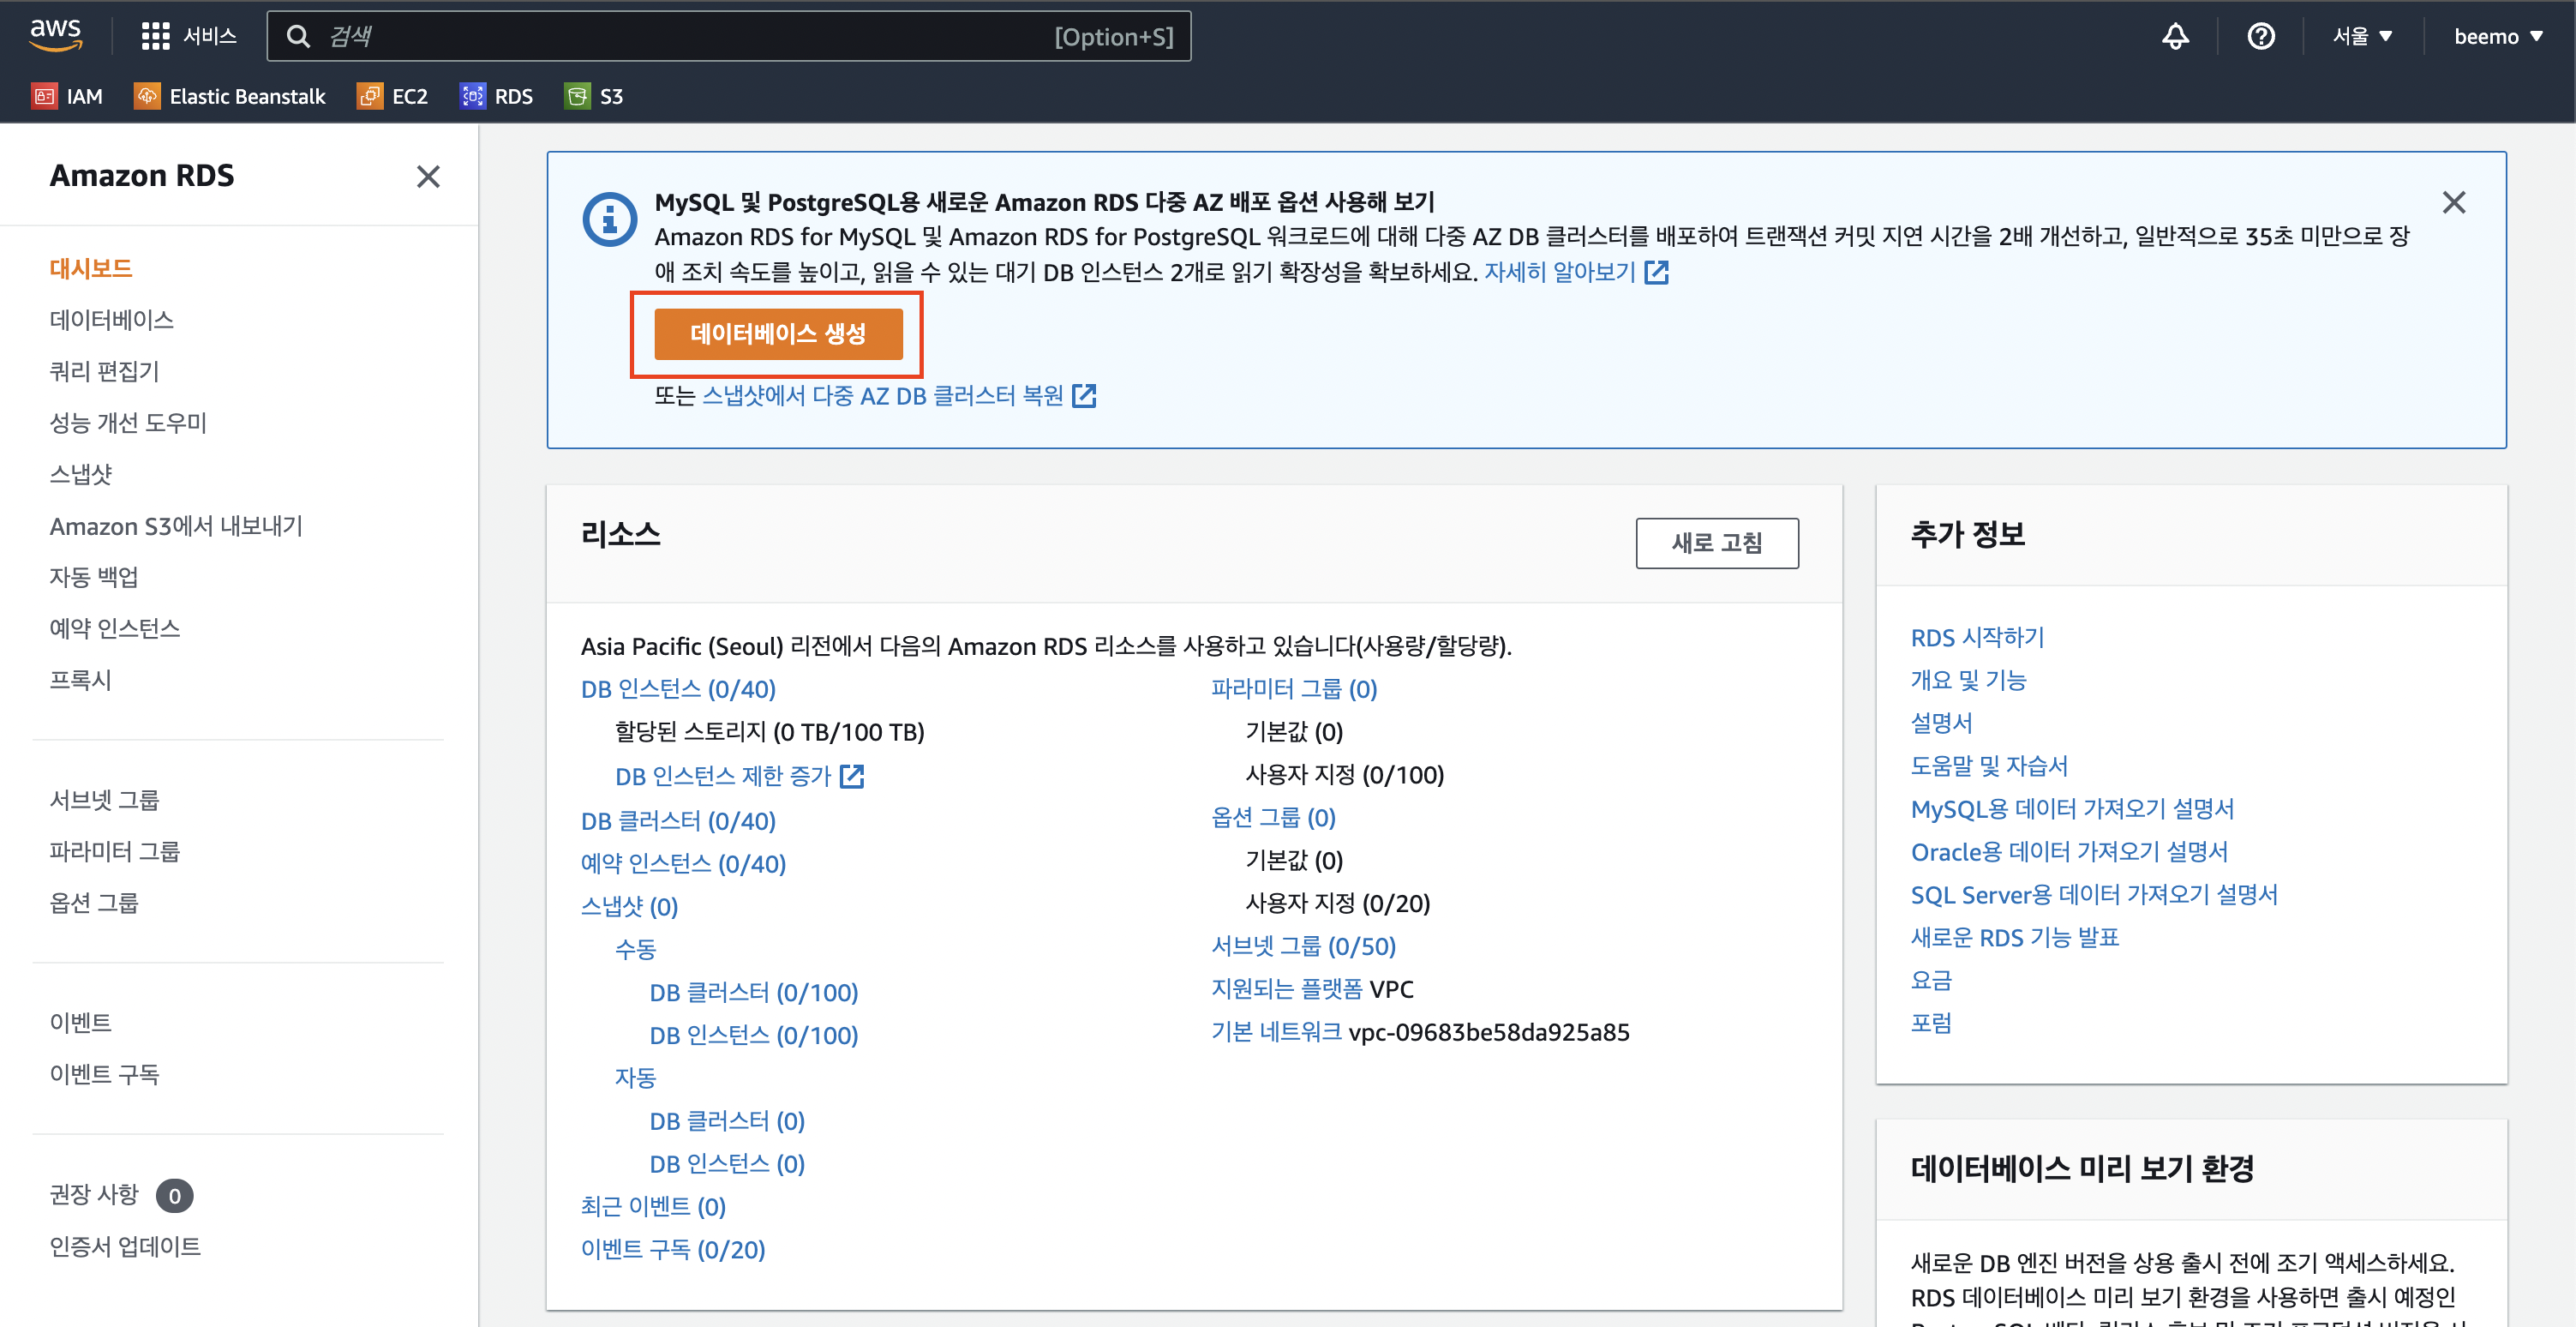 aws
서비스
검색
[Option+S]
서울 ▼
beemo ▼
IAM
Elastic Beanstalk
EC2
RDS
S3
Amazon RDS
대시보드
데이터베이스
쿼리 편집기
성능 개선 도우미
스냅샷
Amazon S3에서 내보내기
자동 백업
예약 인스턴스
프록시
서브넷 그룹
파라미터 그룹
옵션 그룹
이벤트
이벤트 구독
권장 사항 0
인증서 업데이트
MySQL 및 PostgreSQL용 새로운 Amazon RDS 다중 AZ 배포 옵션 사용해 보기
Amazon RDS for MySQL 및 Amazon RDS for PostgreSQL 워크로드에 대해 다중 AZ DB 클러스터를 배포하여 트랜잭션 커밋 지연 시간을 2배 개선하고, 일반적으로 35초 미만으로 장
애 조치 속도를 높이고, 읽을 수 있는 대기 DB 인스턴스 2개로 읽기 확장성을 확보하세요. 자세히 알아보기
데이터베이스 생성
또는 스냅샷에서 다중 AZ DB 클러스터 복원
리소스
새로 고침
Asia Pacific (Seoul) 리전에서 다음의 Amazon RDS 리소스를 사용하고 있습니다(사용량/할당량).
DB 인스턴스 (0/40)
할당된 스토리지 (0 TB/100 TB)
DB 인스턴스 제한 증가
DB 클러스터 (0/40)
예약 인스턴스 (0/40)
스냅샷 (0)
수동
DB 클러스터 (0/100)
DB 인스턴스 (0/100)
자동
DB 클러스터 (0)
DB 인스턴스 (0)
최근 이벤트 (0)
이벤트 구독 (0/20)
파라미터 그룹 (0)
기본값 (0)
사용자 지정 (0/100)
옵션 그룹 (0)
기본값 (0)
사용자 지정 (0/20)
서브넷 그룹 (0/50)
지원되는 플랫폼 VPC
기본 네트워크 vpc-09683be58da925a85
추가 정보
RDS 시작하기
개요 및 기능
설명서
도움말 및 자습서
MySQL용 데이터 가져오기 설명서
Oracle용 데이터 가져오기 설명서
SQL Server용 데이터 가져오기 설명서
새로운 RDS 기능 발표
요금
포럼
데이터베이스 미리 보기 환경
새로운 DB 엔진 버전을 상용 출시 전에 조기 액세스하세요.
RDS 데이터베이스 미리 보기 환경을 사용하면 출시 예정인